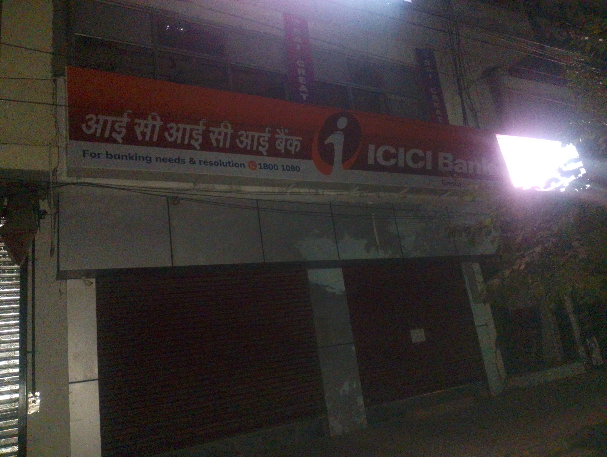 आई सी आई सी आई बैंक
ICICI Bank
For banking needs & resolution 1800 1080